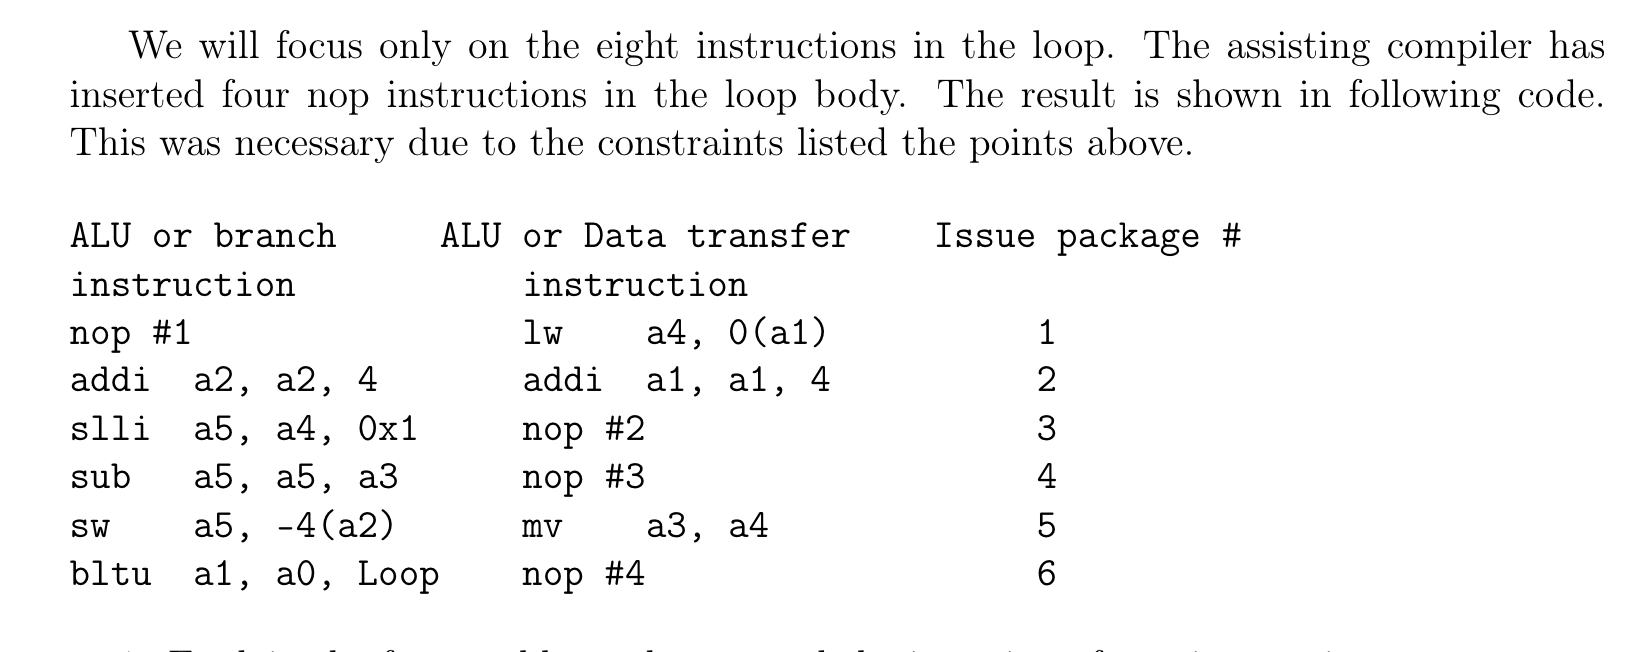 We will focus only on the eight instructions in the loop. The assisting compiler has
inserted four nop instructions in the loop body. The result is shown in following code.
This was necessary due to the constraints listed the points above.
ALU or branch ALU or Data transfer Issue package #
instruction instruction
nop #1 lw a4, 0(a1) 1
addi a2, a2, 4 addi a1, a1, 4 2
slli a5, a4, 0x1 nop #2 3
sub a5, a5, a3 nop #3 4
sw a5, -4(a2) mv a3, a4 5
bltu a1, a0, Loop nop #4 6